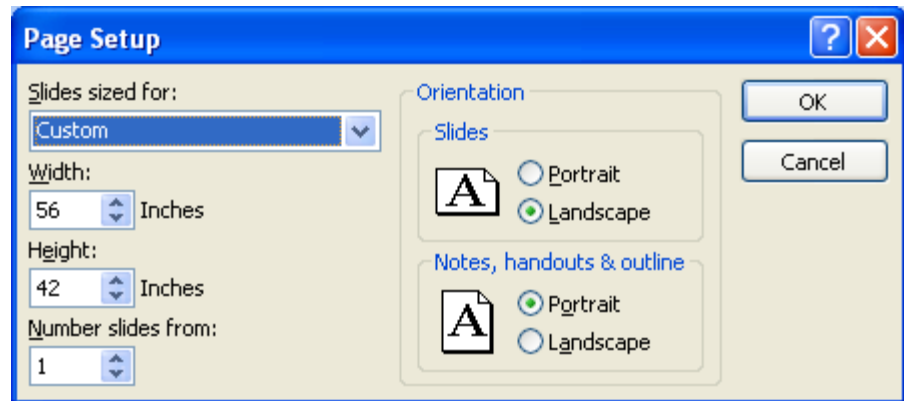 Page Setup
Slides sized for:
Custom
Width:
56 Inches
Height:
42 Inches
Number slides from:
1
Orientation
Slides
A
Portrait
Landscape
Notes, handouts & outline
A
Portrait
Landscape
OK
Cancel